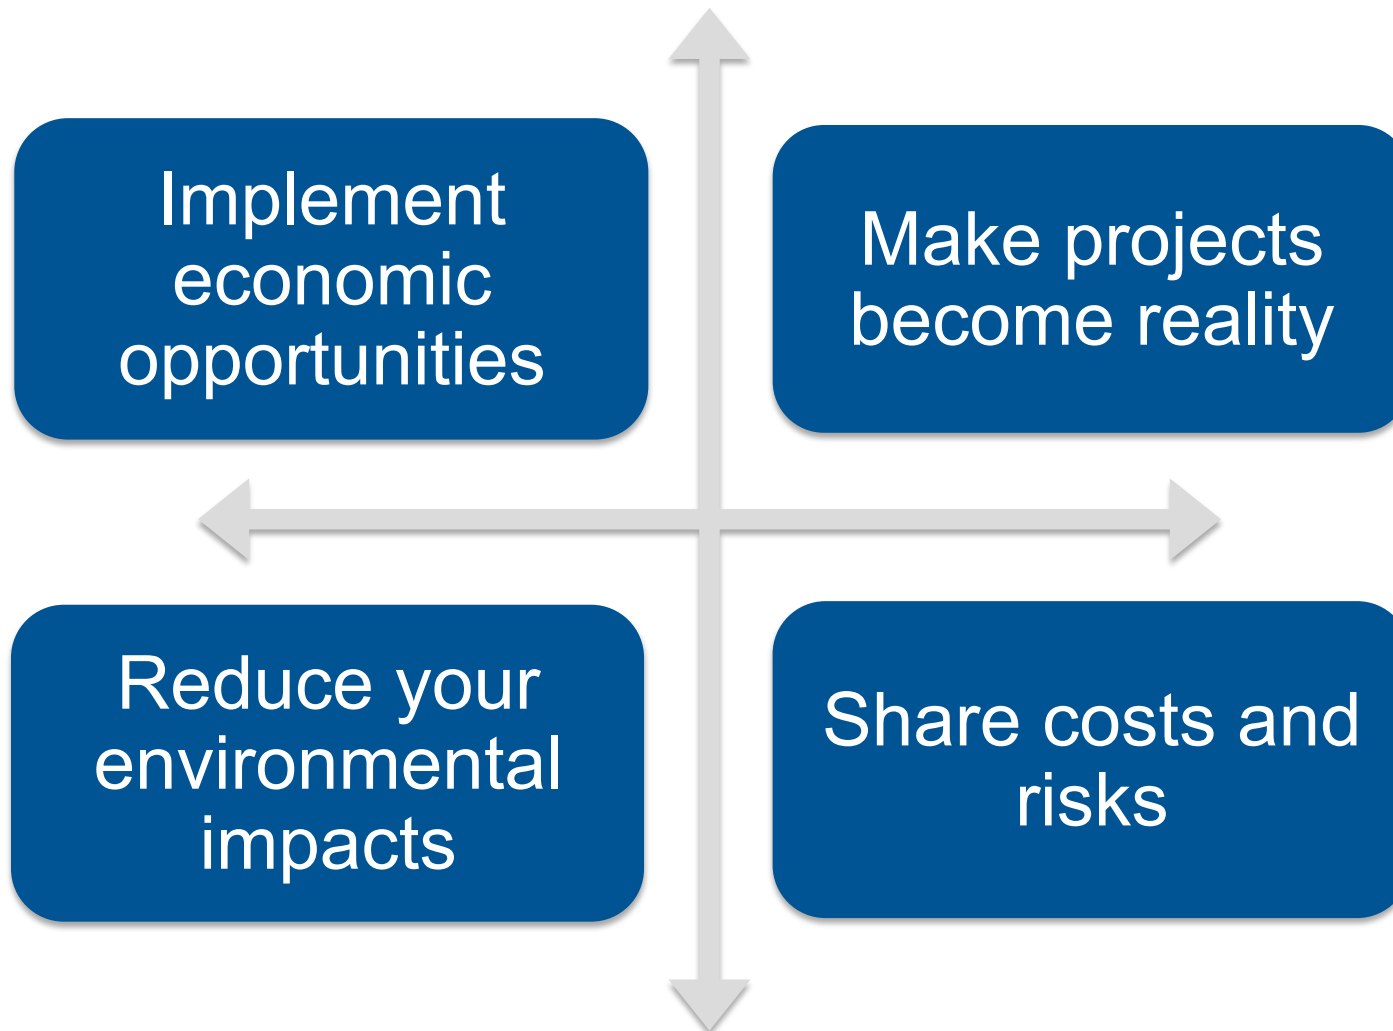 Implement
economic
opportunities
Make projects
become reality
Reduce your
environmental
impacts
Share costs and
risks